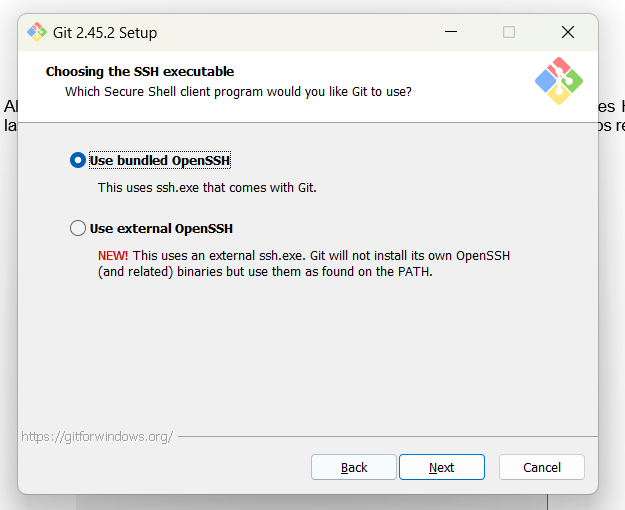 Git 2.45.2 Setup
Choosing the SSH executable
Which Secure Shell client program would you like Git to use?
Use bundled OpenSSH
This uses ssh.exe that comes with Git.
Use external OpenSSH
NEW! This uses an external ssh.exe. Git will not install its own OpenSSH
(and related) binaries but use them as found on the PATH.
https://gitforwindows.org/
Back Next Cancel